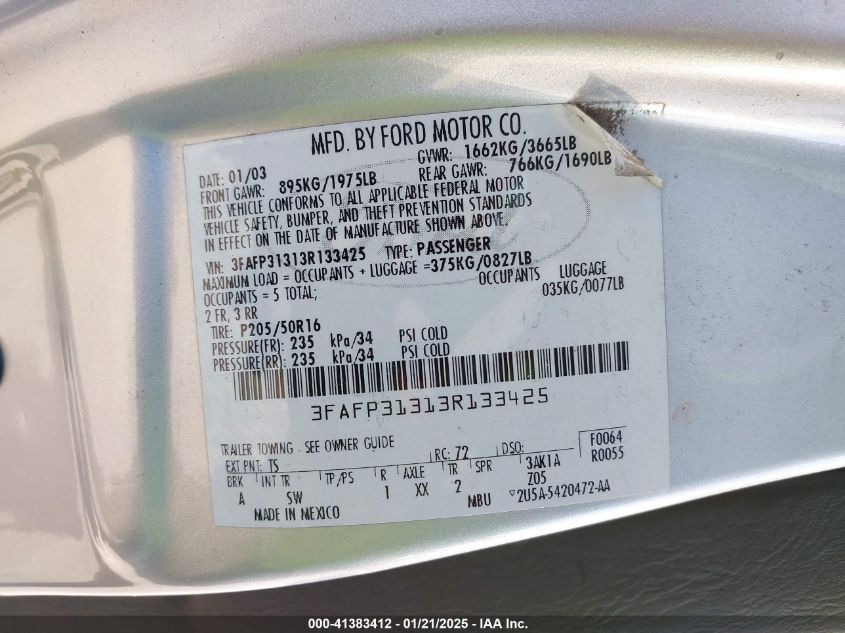 MFD. BY FORD MOTOR CO.
DATE: 01/03 GVWR: 1662KG/3665LB
FRONT GAWR: 895KG/1975LB REAR GAWR: 766KG/1690LB
THIS VEHICLE CONFORMS TO ALL APPLICABLE FEDERAL MOTOR
VEHICLE SAFETY, BUMPER, AND THEFT PREVENTION STANDARDS
IN EFFECT ON THE DATE OF MANUFACTURE SHOWN ABOVE.
VIN: 3FAFP31313R133425 TYPE: PASSENGER
MAXIMUM LOAD = OCCUPANTS + LUGGAGE =375KG/0827LB
OCCUPANTS = 5 TOTAL; OCCUPANTS LUGGAGE
2 FR, 3 RR 035KG/0077LB
TIRE: P205/50R16
PRESSURE(FR): 235 kPa/34 PSI COLD
PRESSURE(RR): 235 kPa/34 PSI COLD
3FAFP31313R133425
TRAILER TOWING - SEE OWNER GUIDE F0064
EXT PNT: TS RC: 72 DSO: R0055
BRK INT TR TP/PS R AXLE TR SPR 3AK1A
A SW 1 XX 2 Z05
MADE IN MEXICO MBU ▽2U5A-5420472-AA
000-41383412 - 01/21/2025 - IAA Inc.